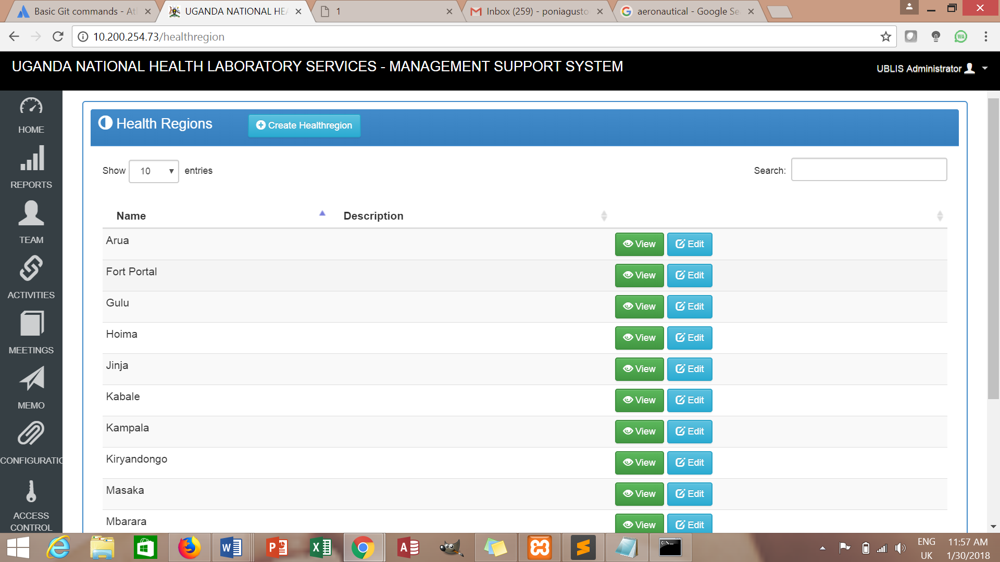 Basic Git commands - Atl
UGANDA NATIONAL HEA
1
Inbox (259) - poniagusto
aeronautical - Google Se
10.200.254.73/healthregion
UGANDA NATIONAL HEALTH LABORATORY SERVICES - MANAGEMENT SUPPORT SYSTEM
UBLIS Administrator
HOME
REPORTS
TEAM
ACTIVITIES
MEETINGS
MEMO
CONFIGURATIO
ACCESS
CONTROL
Health Regions
Create Healthregion
Show 10 entries
Search:
Name Description
Arua View Edit
Fort Portal View Edit
Gulu View Edit
Hoima View Edit
Jinja View Edit
Kabale View Edit
Kampala View Edit
Kiryandongo View Edit
Masaka View Edit
Mbarara View Edit
ENG 11:57 AM
UK 1/30/2018